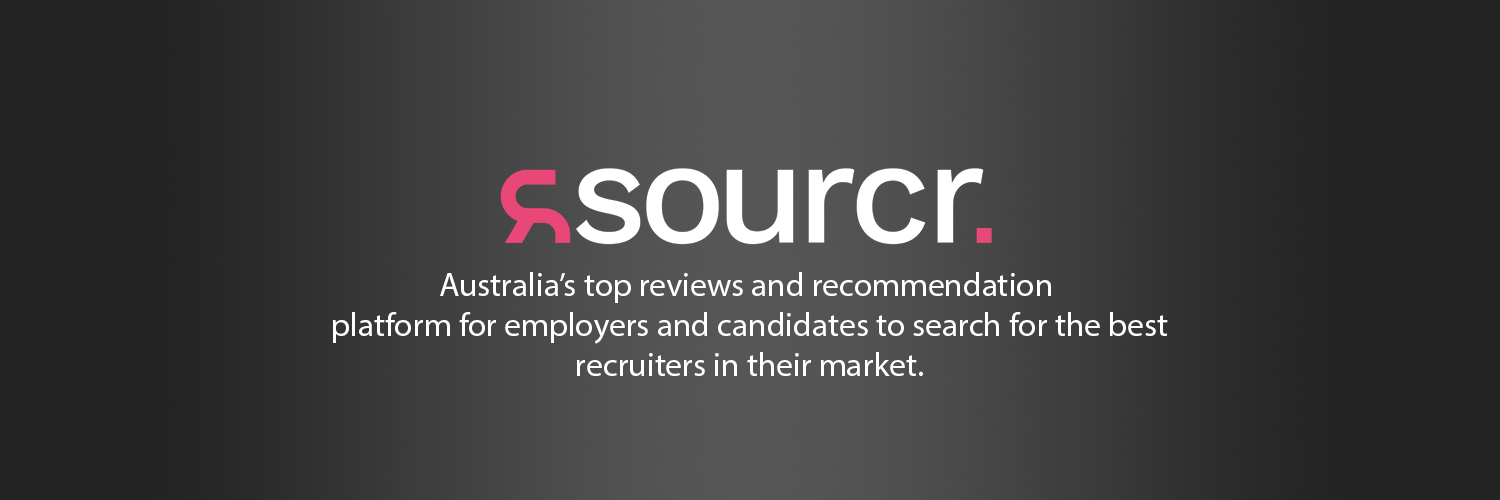 sourcr.
Australia’s top reviews and recommendation
platform for employers and candidates to search for the best
recruiters in their market.